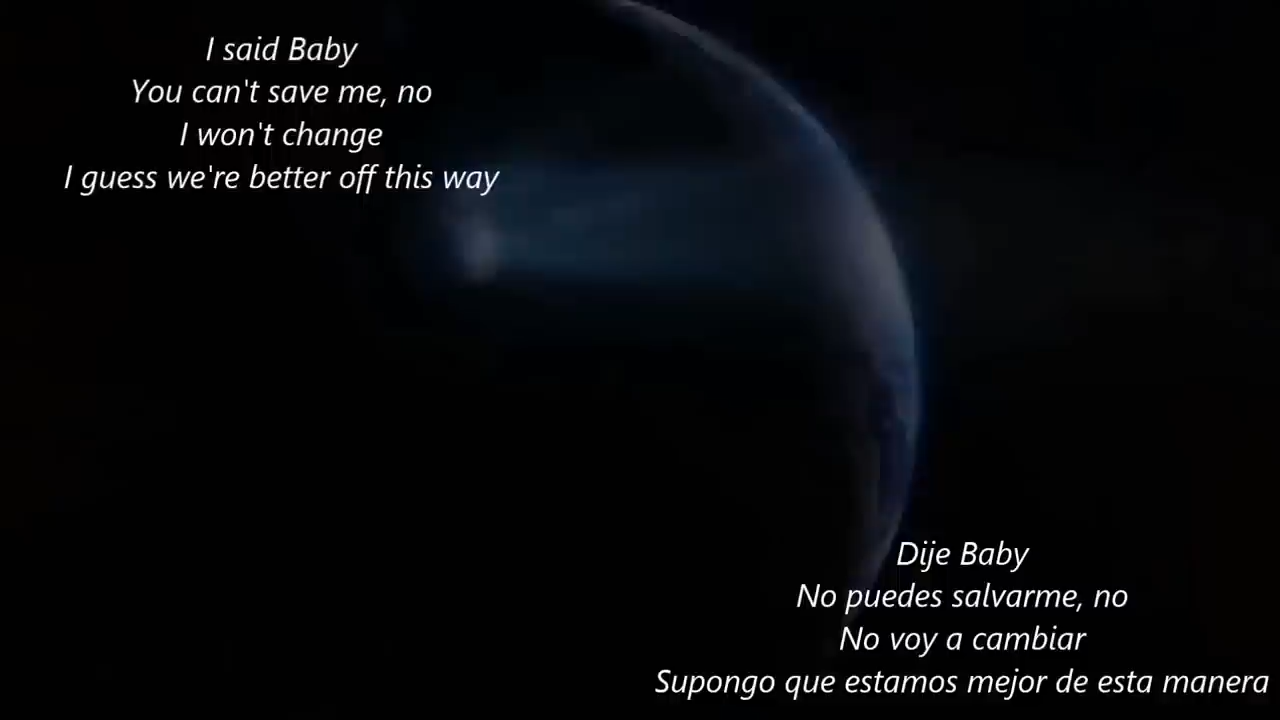 I said Baby
You can't save me, no
I won't change
I guess we're better off this way
Dije Baby
No puedes salvarme, no
No voy a cambiar
Supongo que estamos mejor de esta manera